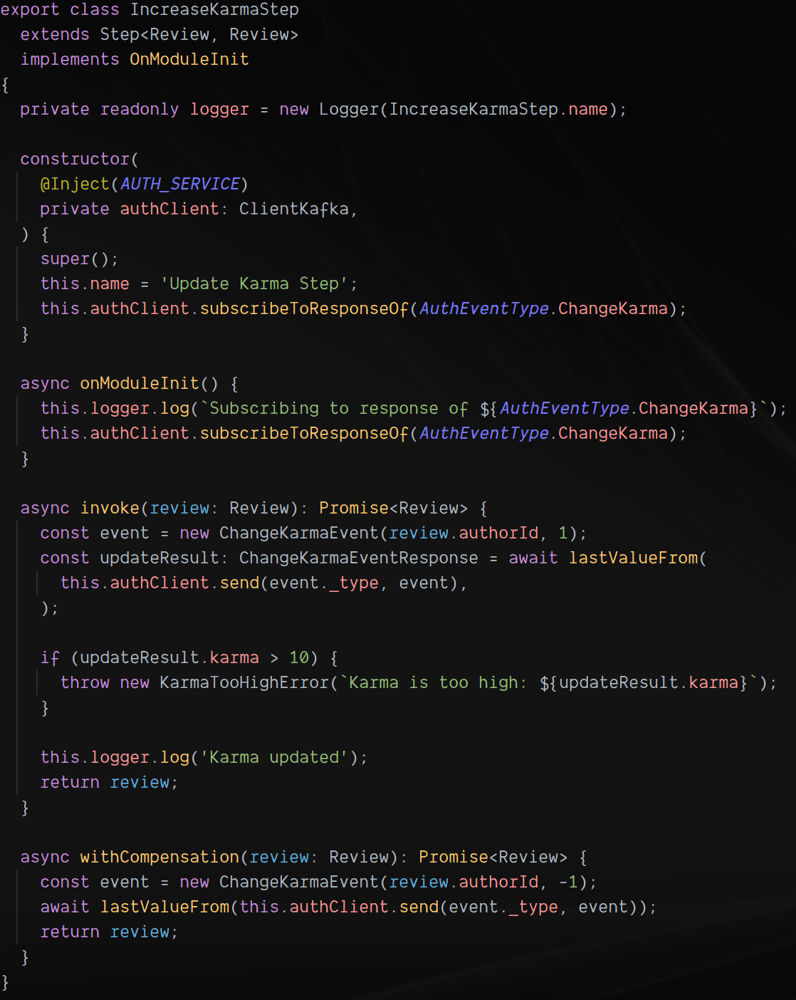 export class IncreaseKarmaStep
  extends Step<Review, Review>
  implements OnModuleInit
{
  private readonly logger = new Logger(IncreaseKarmaStep.name);

  constructor(
    @Inject(AUTH_SERVICE)
    private authClient: ClientKafka,
  ) {
    super();
    this.name = 'Update Karma Step';
    this.authClient.subscribeToResponseOf(AuthEventType.ChangeKarma);
  }

  async onModuleInit() {
    this.logger.log(`Subscribing to response of ${AuthEventType.ChangeKarma}`);
    this.authClient.subscribeToResponseOf(AuthEventType.ChangeKarma);
  }

  async invoke(review: Review): Promise<Review> {
    const event = new ChangeKarmaEvent(review.authorId, 1);
    const updateResult: ChangeKarmaEventResponse = await lastValueFrom(
      this.authClient.send(event._type, event),
    );

    if (updateResult.karma > 10) {
      throw new KarmaTooHighError(`Karma is too high: ${updateResult.karma}`);
    }

    this.logger.log('Karma updated');
    return review;
  }

  async withCompensation(review: Review): Promise<Review> {
    const event = new ChangeKarmaEvent(review.authorId, -1);
    await lastValueFrom(this.authClient.send(event._type, event));
    return review;
  }
}